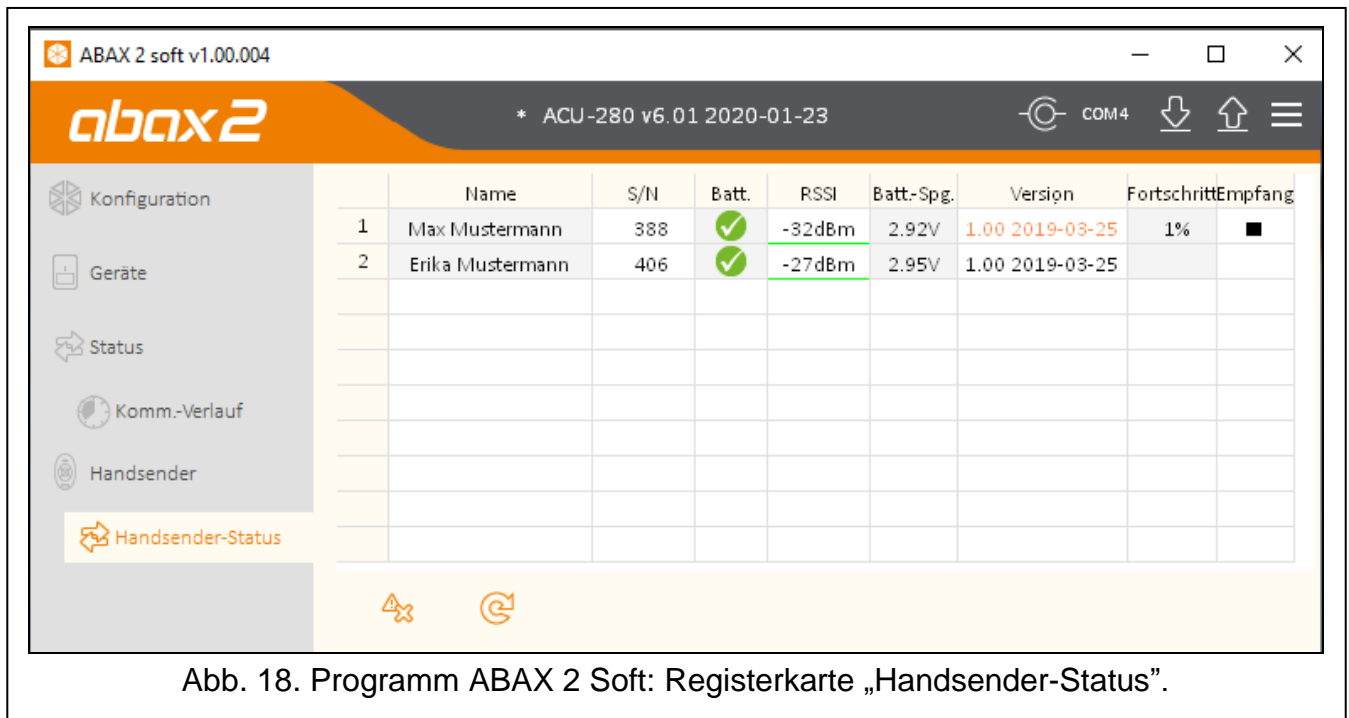 ABAX 2 soft v1.00.004
abax2
* ACU-280 v6.01 2020-01-23
COM4
Konfiguration
Geräte
Status
Komm.-Verlauf
Handsender
Handsender-Status
Name S/N Batt. RSSI Batt.-Spg. Version Fortschritt Empfang
1 Max Mustermann 388 -32dBm 2.92V 1.00 2019-03-25 1%
2 Erika Mustermann 406 -27dBm 2.95V 1.00 2019-03-25
Abb. 18. Programm ABAX 2 Soft: Registerkarte „Handsender-Status”.